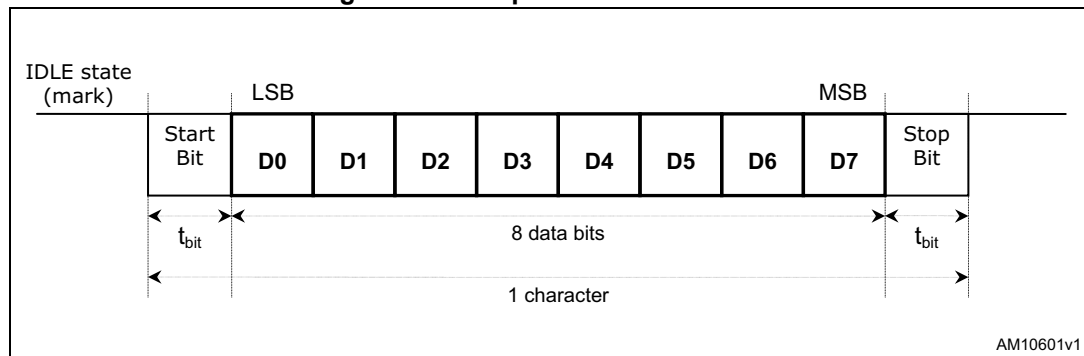 IDLE state
(mark)
LSB MSB
Start
Bit
D0 D1 D2 D3 D4 D5 D6 D7
Stop
Bit
tbit 8 data bits tbit
1 character
AM10601v1